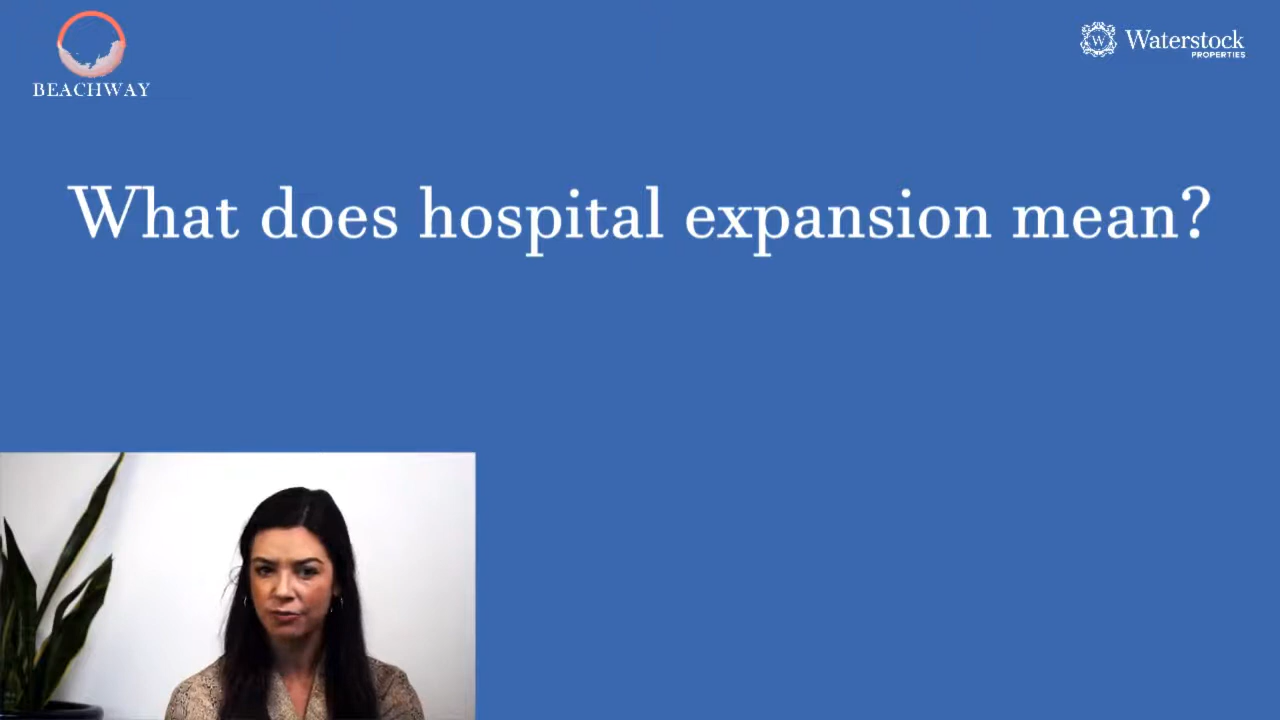 BEACHWAY
W
Waterstock
PROPERTIES
What does hospital expansion mean?